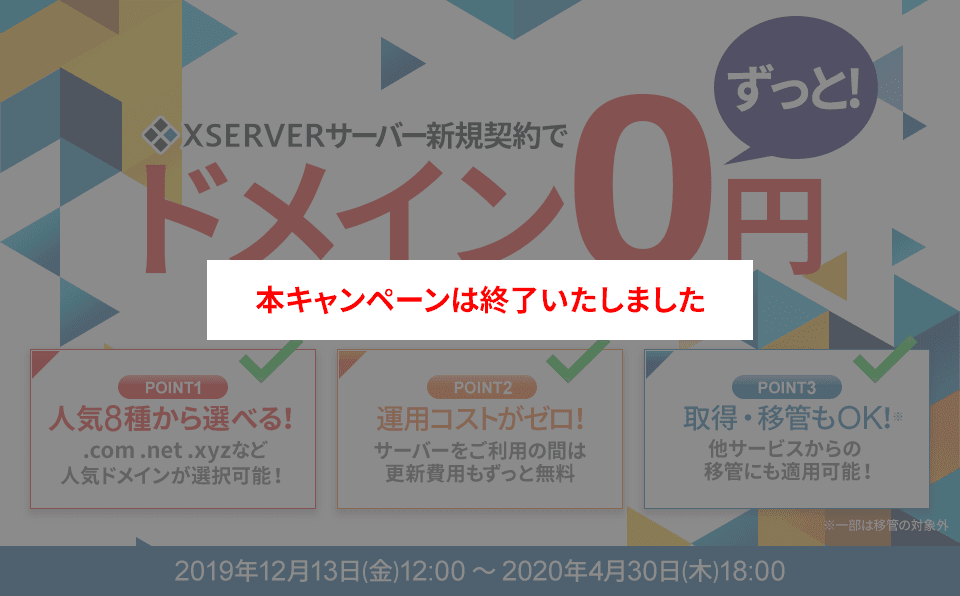 ずっと!
XSERVERサーバー新規契約で
ドメイン0円
本キャンペーンは終了いたしました
POINT1
人気8種から選べる!
.com .net .xyzなど
人気ドメインが選択可能!
POINT2
運用コストがゼロ!
サーバーをご利用の間は
更新費用もずっと無料
POINT3
取得・移管もOK!※
他サービスからの
移管にも適用可能!
※一部は移管の対象外
2019年12月13日(金)12:00 〜 2020年4月30日(木)18:00